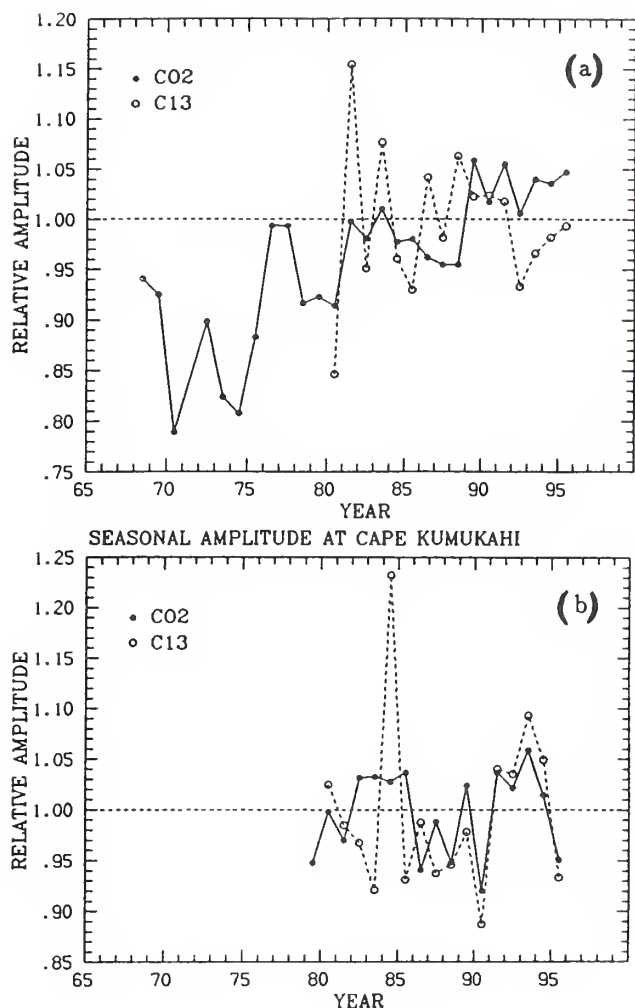 (a)
CO2
C13
RELATIVE AMPLITUDE
1.20
1.15
1.10
1.05
1.00
.95
.90
.85
.80
.75
65 70 75 80 85 90 95
YEAR
SEASONAL AMPLITUDE AT CAPE KUMUKAHI
(b)
CO2
C13
RELATIVE AMPLITUDE
1.25
1.20
1.15
1.10
1.05
1.00
.95
.90
.85
65 70 75 80 85 90 95
YEAR